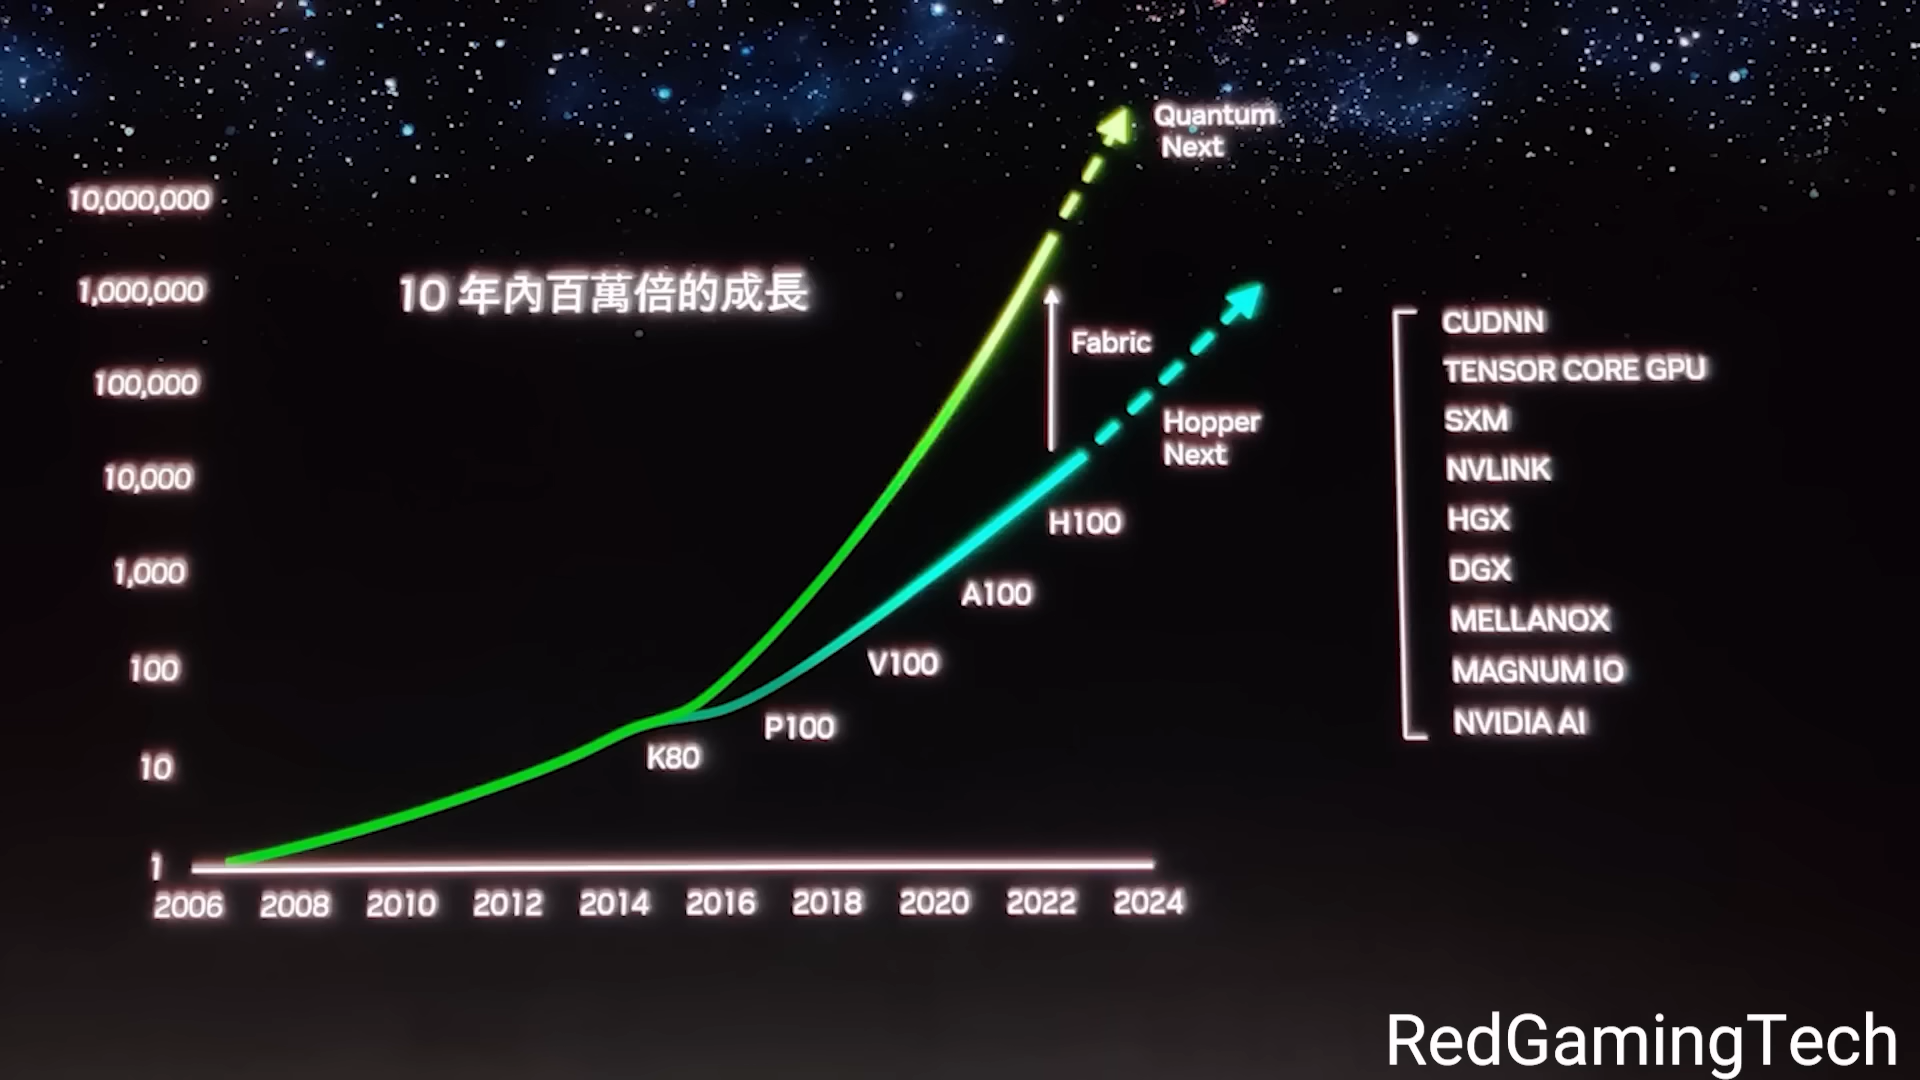 Quantum
Next
10,000,000
10 年內百萬倍的成長
1,000,000
Fabric
100,000
Hopper
Next
10,000
H100
1,000
A100
100
V100
P100
K80
10
1
2006 2008 2010 2012 2014 2016 2018 2020 2022 2024
CUDNN
TENSOR CORE GPU
SXM
NVLINK
HGX
DGX
MELLANOX
MAGNUM IO
NVIDIA AI
RedGamingTech